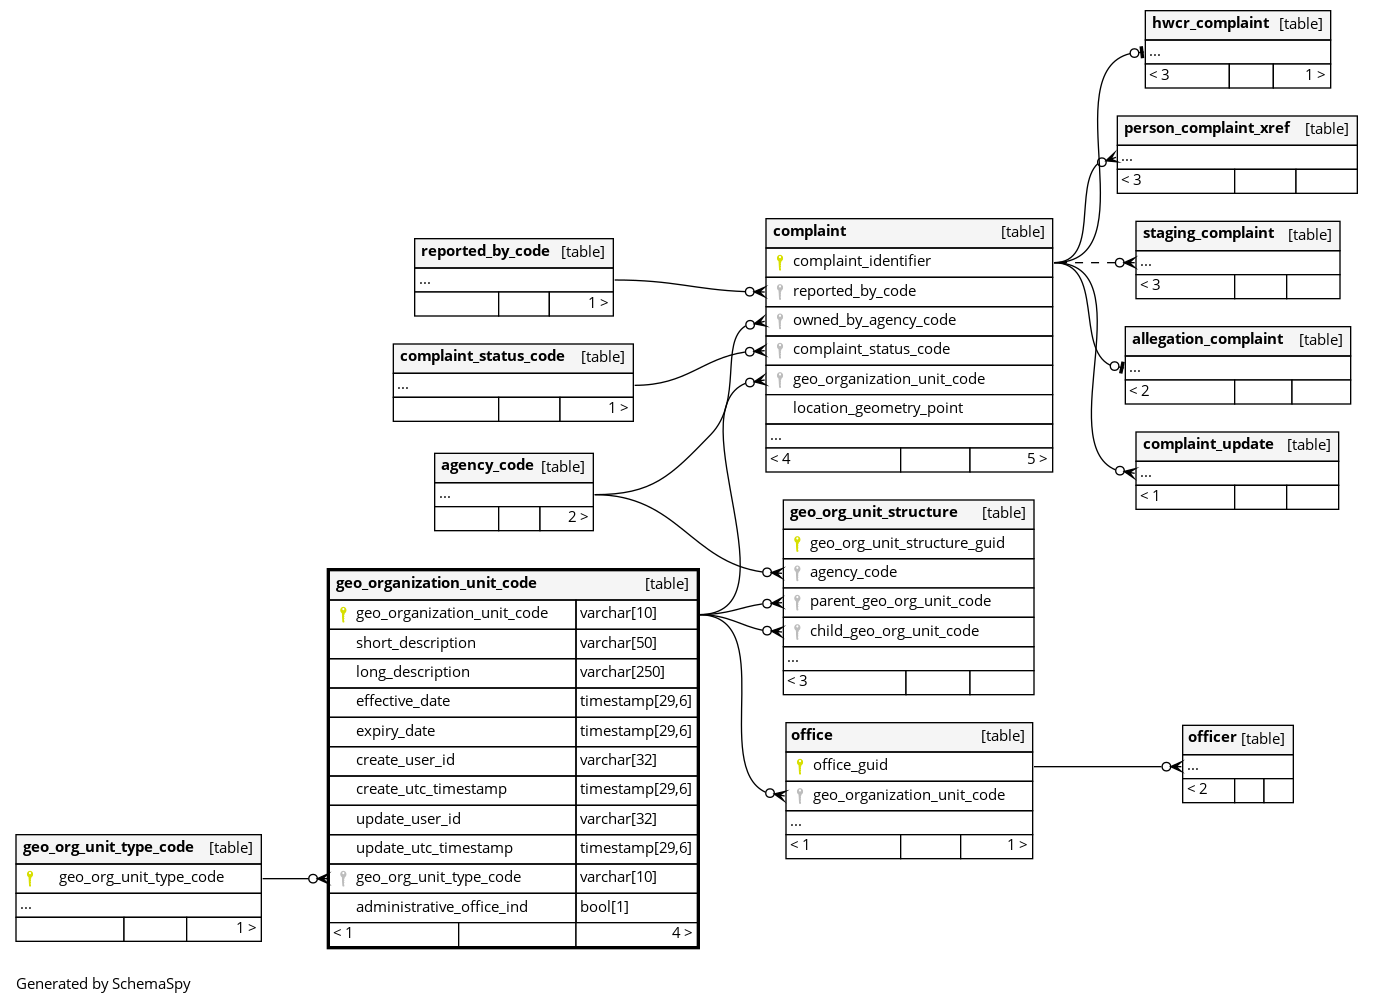 hwcr_complaint [table]
...
< 3 1 >
person_complaint_xref [table]
...
< 3
staging_complaint [table]
...
< 3
allegation_complaint [table]
...
< 2
complaint_update [table]
...
< 1
complaint [table]
complaint_identifier
reported_by_code
owned_by_agency_code
complaint_status_code
geo_organization_unit_code
location_geometry_point
...
< 4 5 >
reported_by_code [table]
...
1 >
complaint_status_code [table]
...
1 >
agency_code [table]
...
2 >
geo_org_unit_structure [table]
geo_org_unit_structure_guid
agency_code
parent_geo_org_unit_code
child_geo_org_unit_code
...
< 3
geo_organization_unit_code [table]
geo_organization_unit_code varchar[10]
short_description varchar[50]
long_description varchar[250]
effective_date timestamp[29,6]
expiry_date timestamp[29,6]
create_user_id varchar[32]
create_utc_timestamp timestamp[29,6]
update_user_id varchar[32]
update_utc_timestamp timestamp[29,6]
geo_org_unit_type_code varchar[10]
administrative_office_ind bool[1]
< 1 4 >
office [table]
office_guid
geo_organization_unit_code
...
< 1 1 >
officer [table]
...
< 2
geo_org_unit_type_code [table]
geo_org_unit_type_code
...
1 >
Generated by SchemaSpy